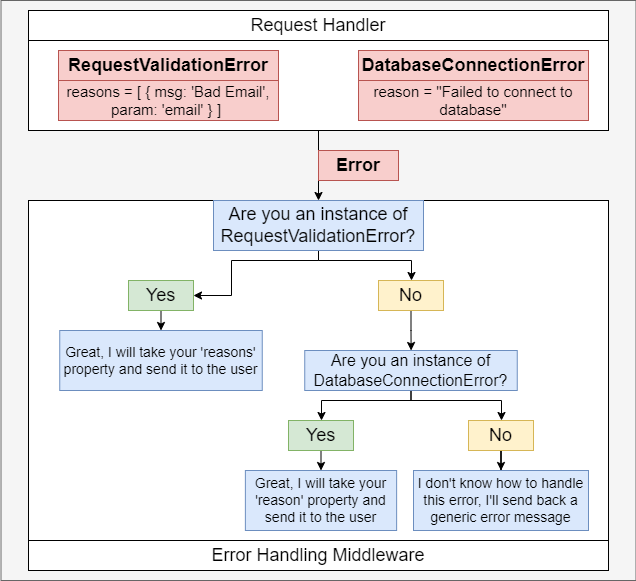 Request Handler
RequestValidationError
reasons = [ { msg: 'Bad Email',
param: 'email' } ]
DatabaseConnectionError
reason = "Failed to connect to
database"
Error
Are you an instance of
RequestValidationError?
Yes
No
Great, I will take your 'reasons'
property and send it to the user
Are you an instance of
DatabaseConnectionError?
Yes
No
Great, I will take your
'reason' property and
send it to the user
I don't know how to handle
this error, I'll send back a
generic error message
Error Handling Middleware